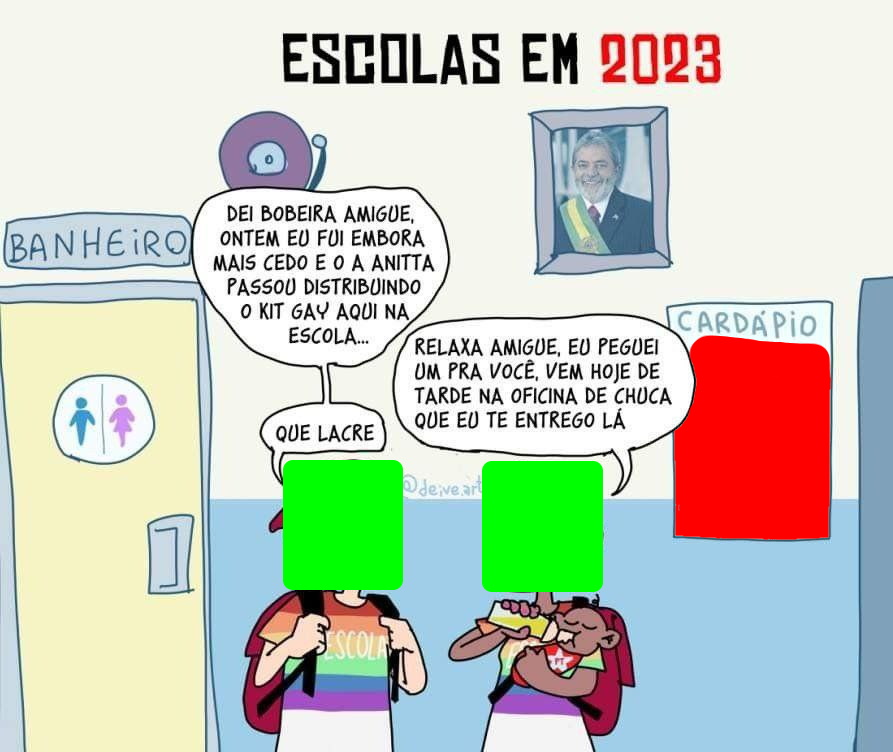 ESCOLAS EM 2023
BANHEIRO
DEI BOBEIRA AMIGUE,
ONTEM EU FUI EMBORA
MAIS CEDO E O A ANITTA
PASSOU DISTRIBUINDO
O KIT GAY AQUI NA
ESCOLA...
CARDÁPIO
RELAXA AMIGUE, EU PEGUEI
UM PRA VOCÊ, VEM HOJE DE
TARDE NA OFICINA DE CHUCA
QUE EU TE ENTREGO LÁ
QUE LACRE
@deive.art
ESCOLA